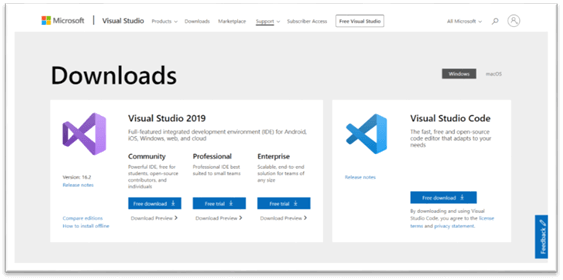 Microsoft Visual Studio Products Downloads Marketplace Support Subscriber Access Free Visual Studio All Microsoft
Downloads
Windows macOS
Visual Studio 2019
Full-featured integrated development environment (IDE) for Android,
iOS, Windows, web, and cloud
Version: 16.2
Release notes
Compare editions
How to install offline
Community
Powerful IDE, free for
students, open-source
contributors, and
individuals
Free download
Download Preview
Professional
Professional IDE best
suited to small teams
Free trial
Download Preview
Enterprise
Scalable, end-to-end
solution for teams of
any size
Free trial
Download Preview
Visual Studio Code
The fast, free and open-source
code editor that adapts to your
needs
Release notes
Free download
By downloading and using Visual
Studio Code, you agree to the license
terms and privacy statement.
Feedback